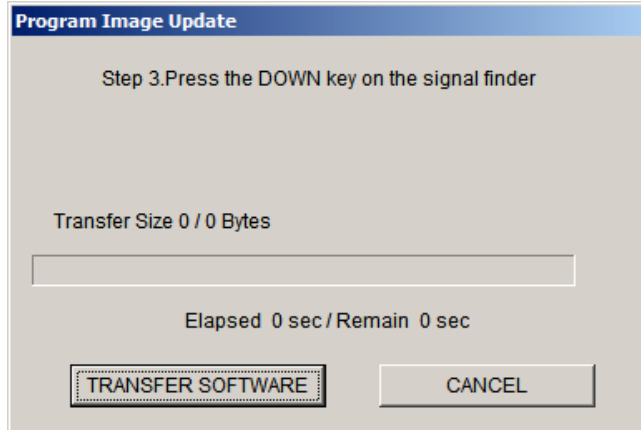 Program Image Update
Step 3.Press the DOWN key on the signal finder
Transfer Size 0 / 0 Bytes
Elapsed 0 sec / Remain 0 sec
TRANSFER SOFTWARE
CANCEL